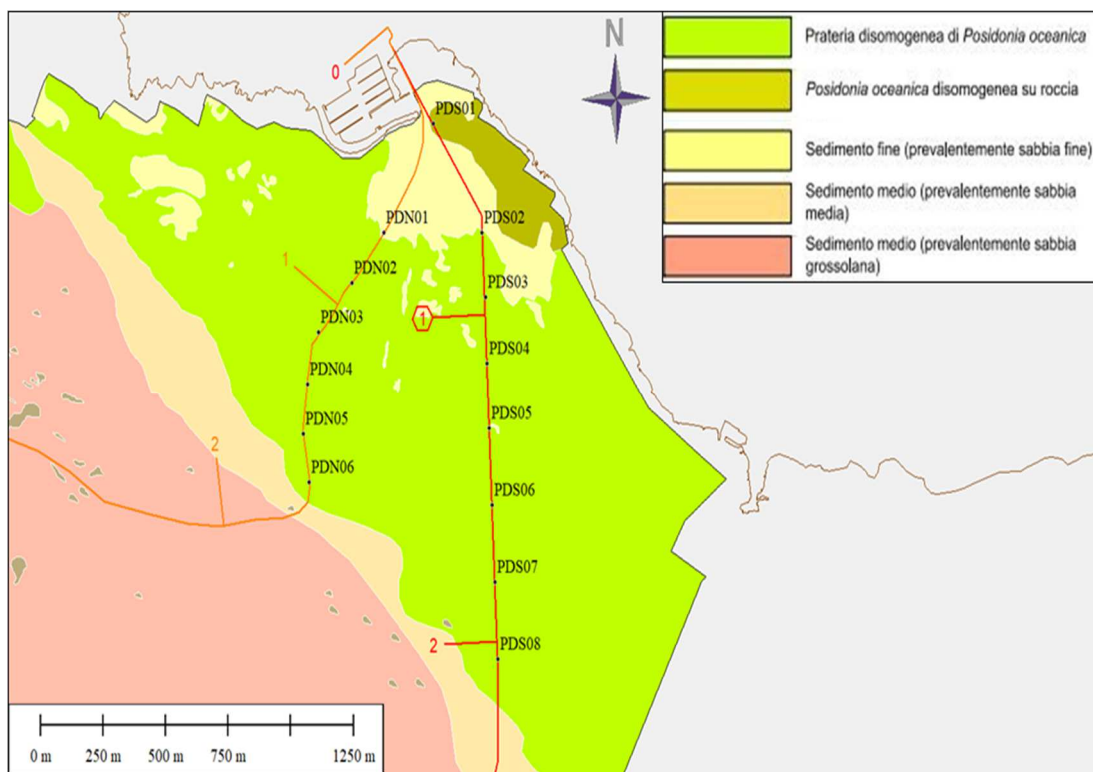 N
Prateria disomogenea di Posidonia oceanica
Posidonia oceanica disomogenea su roccia
Sedimento fine (prevalentemente sabbia fine)
Sedimento medio (prevalentemente sabbia
media)
Sedimento medio (prevalentemente sabbia
grossolana)
0
PDS01
PDN01
PDS02
1
PDN02
PDS03
1
PDN03
PDS04
PDN04
PDS05
PDN05
2
PDN06
PDS06
PDS07
2
PDS08
0 m
250 m
500 m
750 m
1250 m